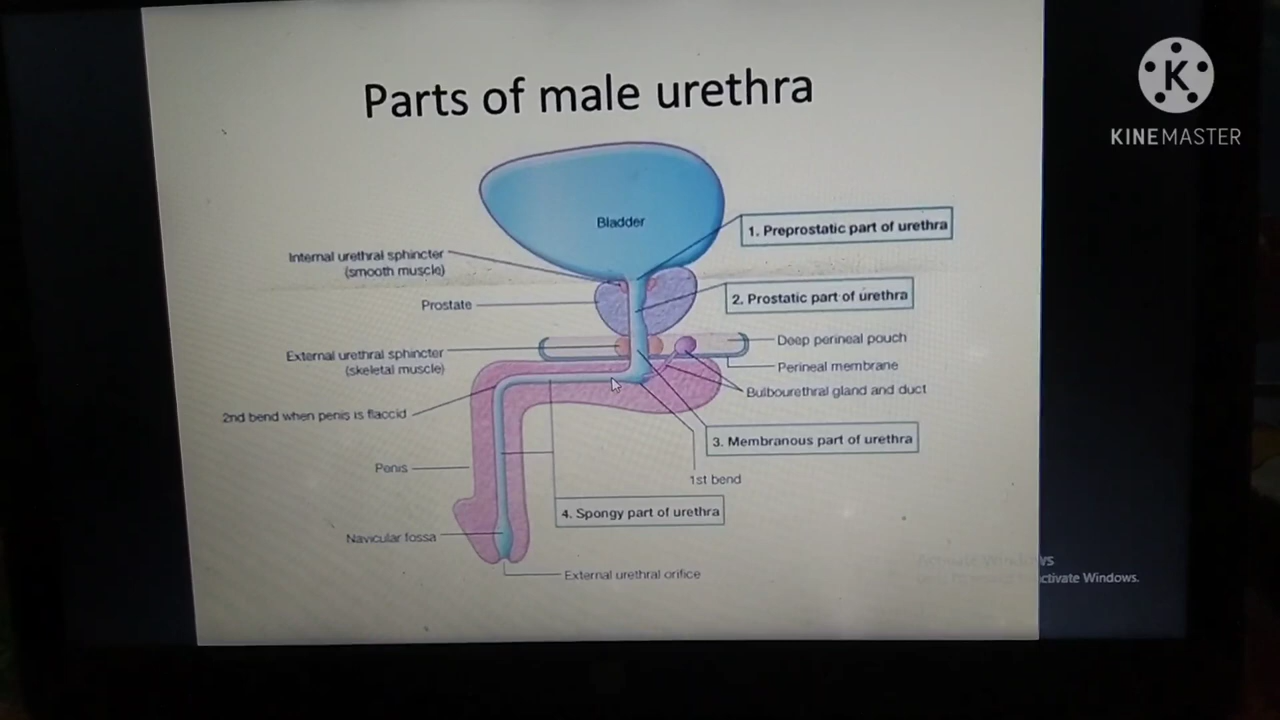 Parts of male urethra
K
KINEMASTER
Bladder
1. Preprostatic part of urethra
Internal urethral sphincter
(smooth muscle)
2. Prostatic part of urethra
Prostate
Deep perineal pouch
External urethral sphincter
(skeletal muscle)
Perineal membrane
Bulbourethral gland and duct
2nd bend when penis is flaccid
3. Membranous part of urethra
Penis
1st bend
4. Spongy part of urethra
Navicular fossa
External urethral orifice
Activate Windows
ctivate Windows.